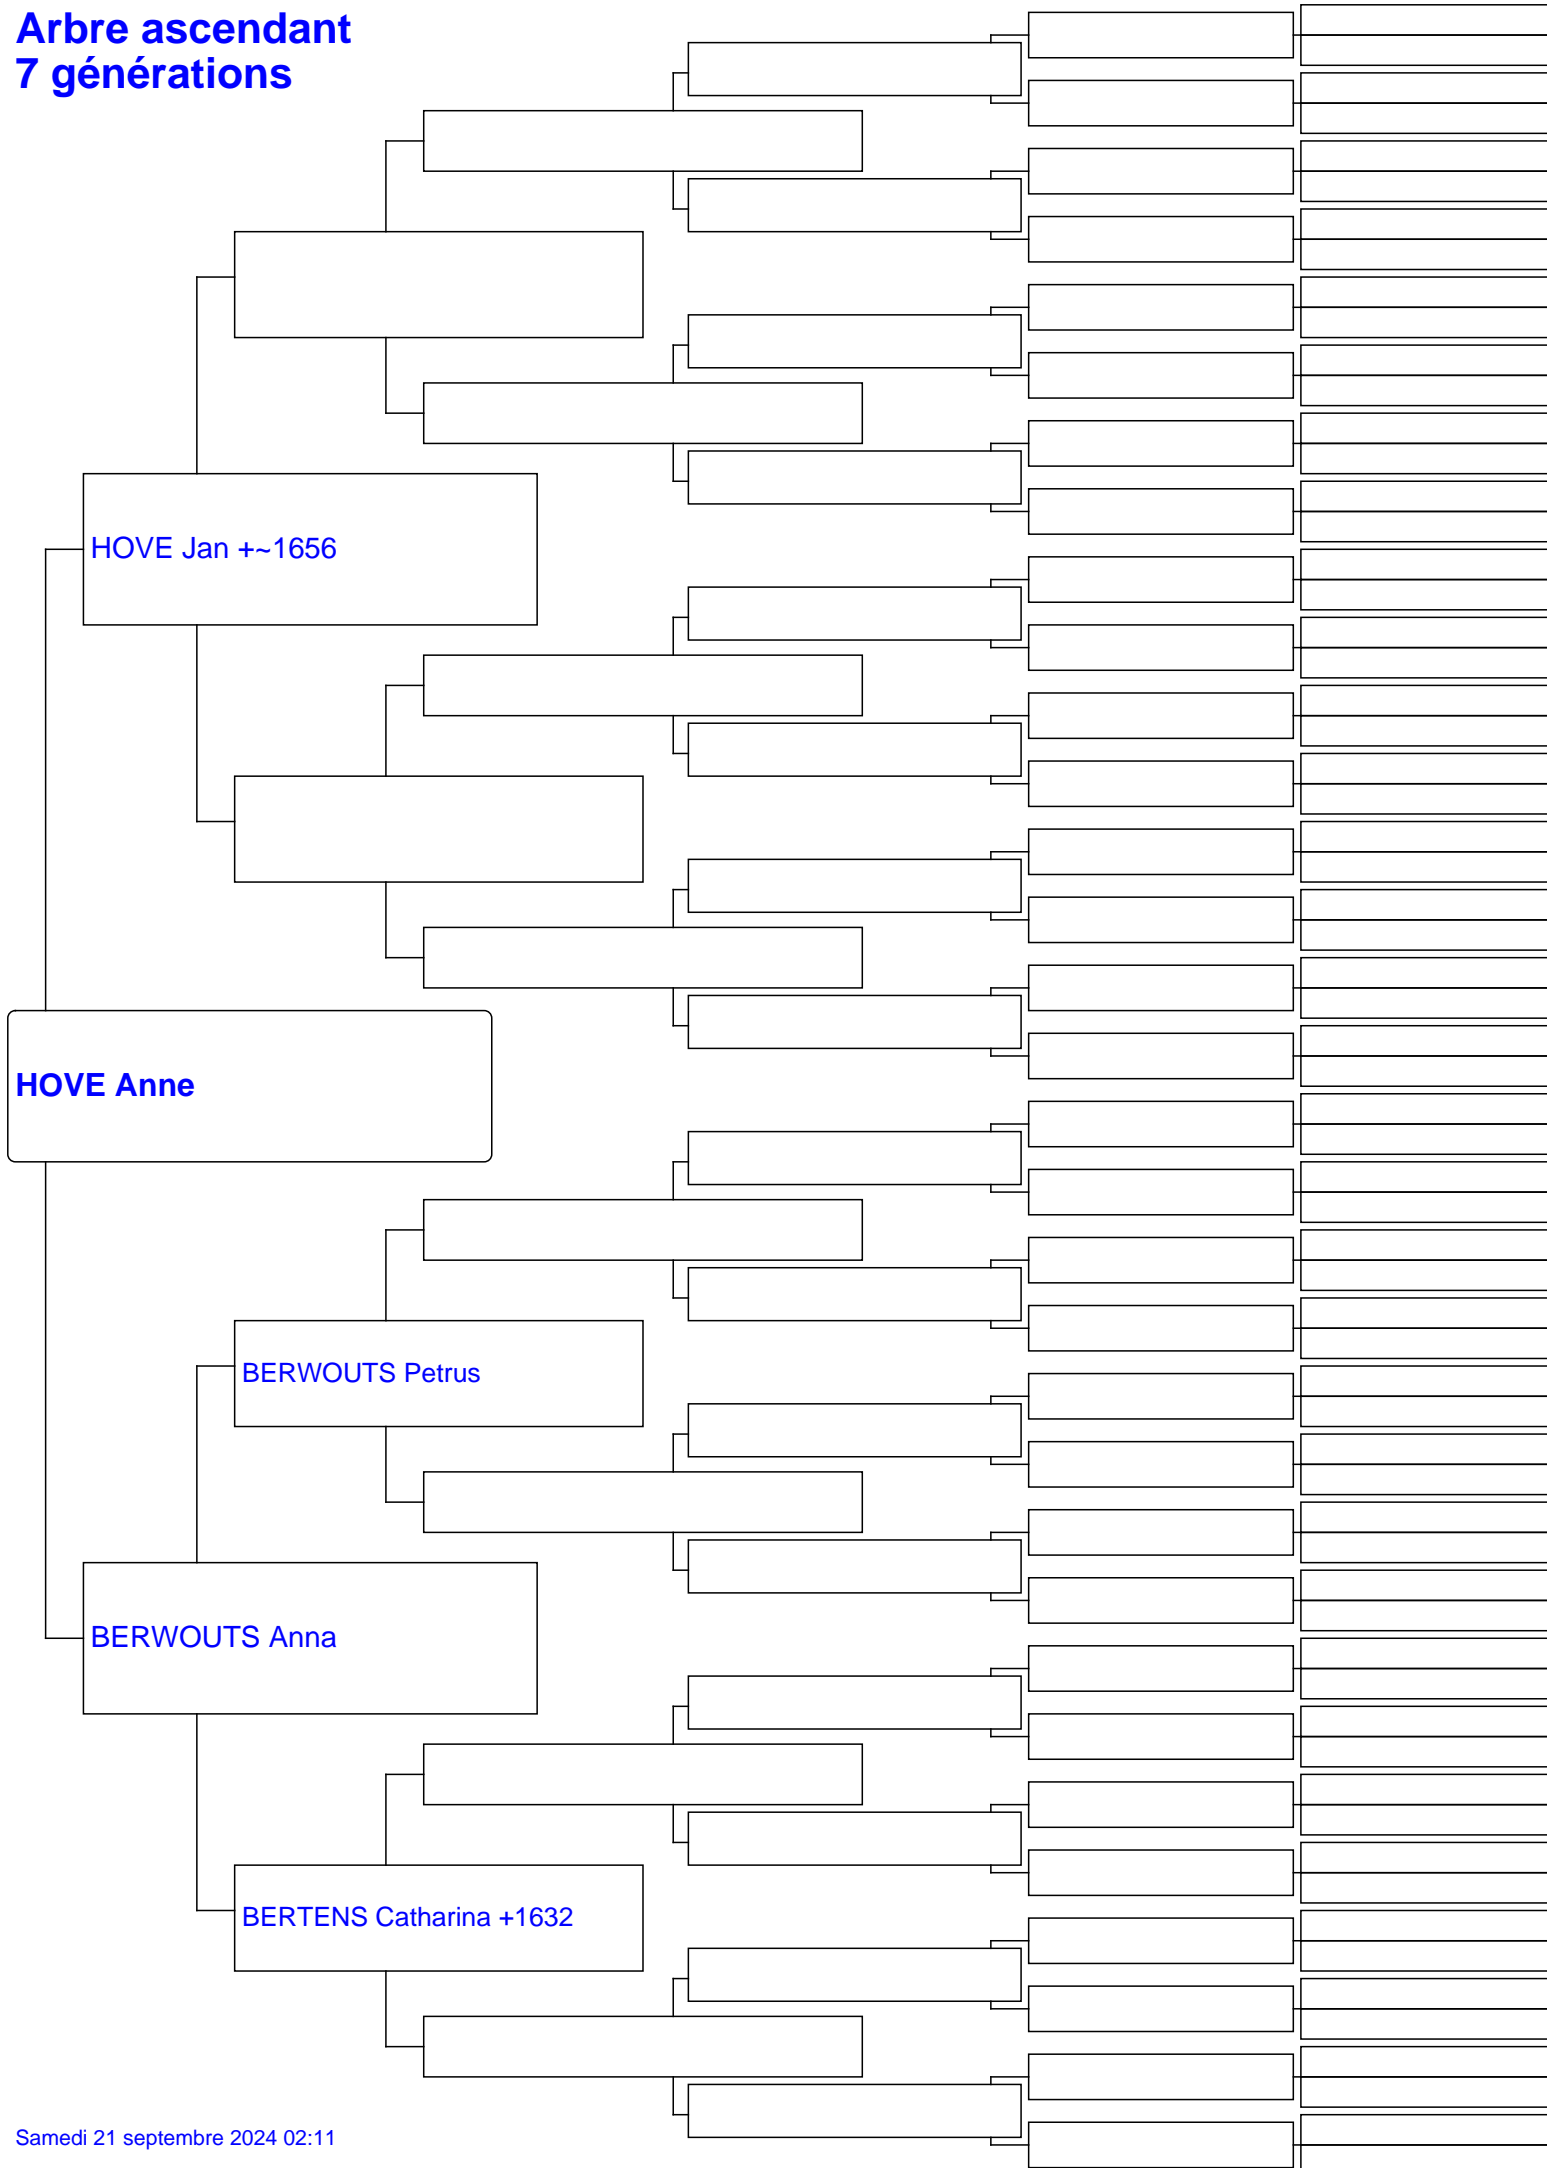 Arbre ascendant
7 générations
HOVE Jan +~1656
HOVE Anne
BERWOUTS Petrus
BERWOUTS Anna
BERTENS Catharina +1632
Samedi 21 septembre 2024 02:11